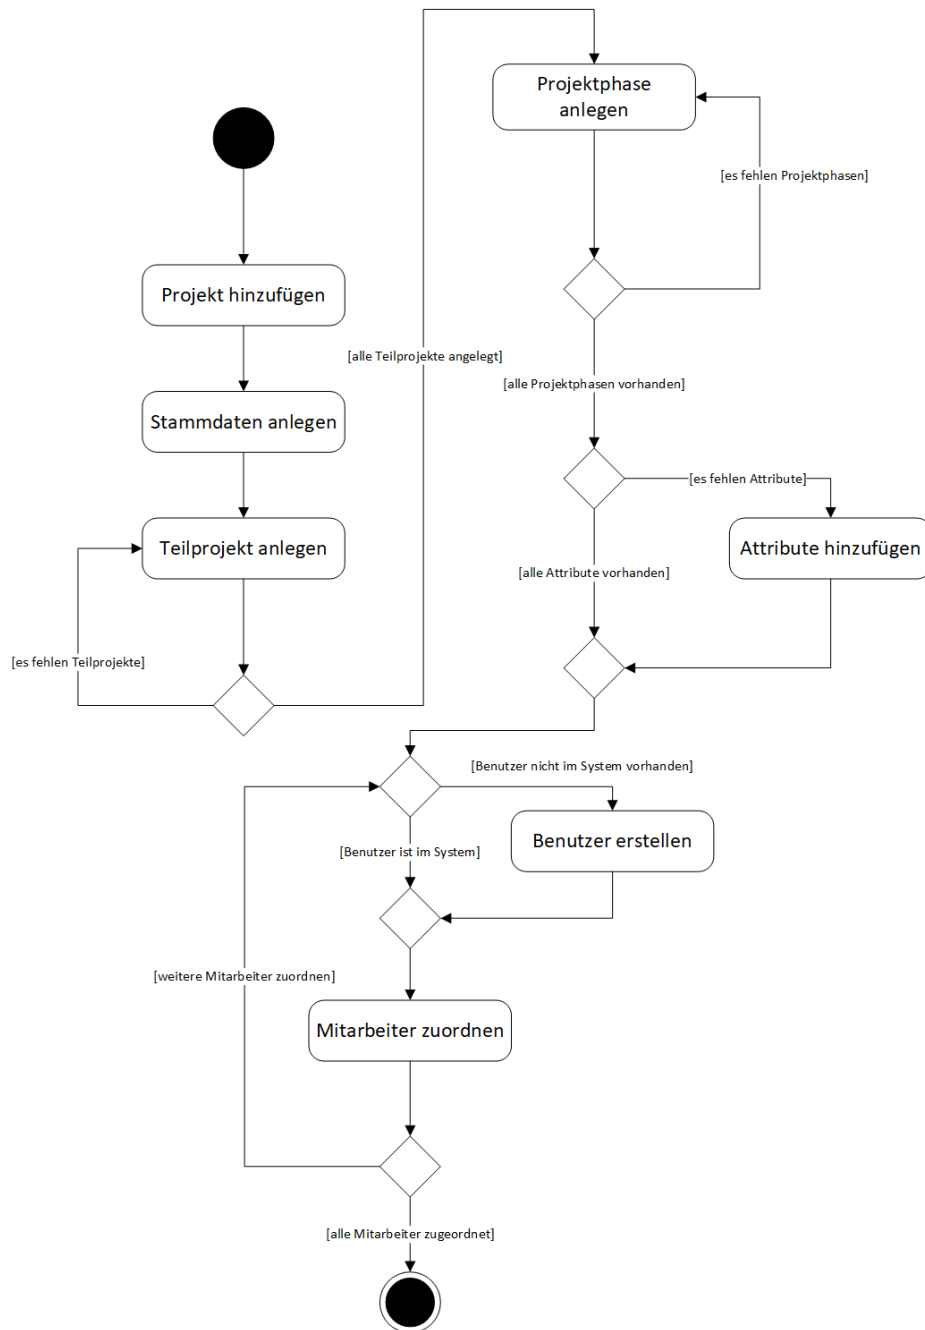 Projekt hinzufügen
Stammdaten anlegen
Teilprojekt anlegen
[es fehlen Teilprojekte]
[alle Teilprojekte angelegt]
Projektphase
anlegen
[es fehlen Projektphasen]
[alle Projektphasen vorhanden]
[es fehlen Attribute]
Attribute hinzufügen
[alle Attribute vorhanden]
[Benutzer nicht im System vorhanden]
Benutzer erstellen
[Benutzer ist im System]
[weitere Mitarbeiter zuordnen]
Mitarbeiter zuordnen
[alle Mitarbeiter zugeordnet]